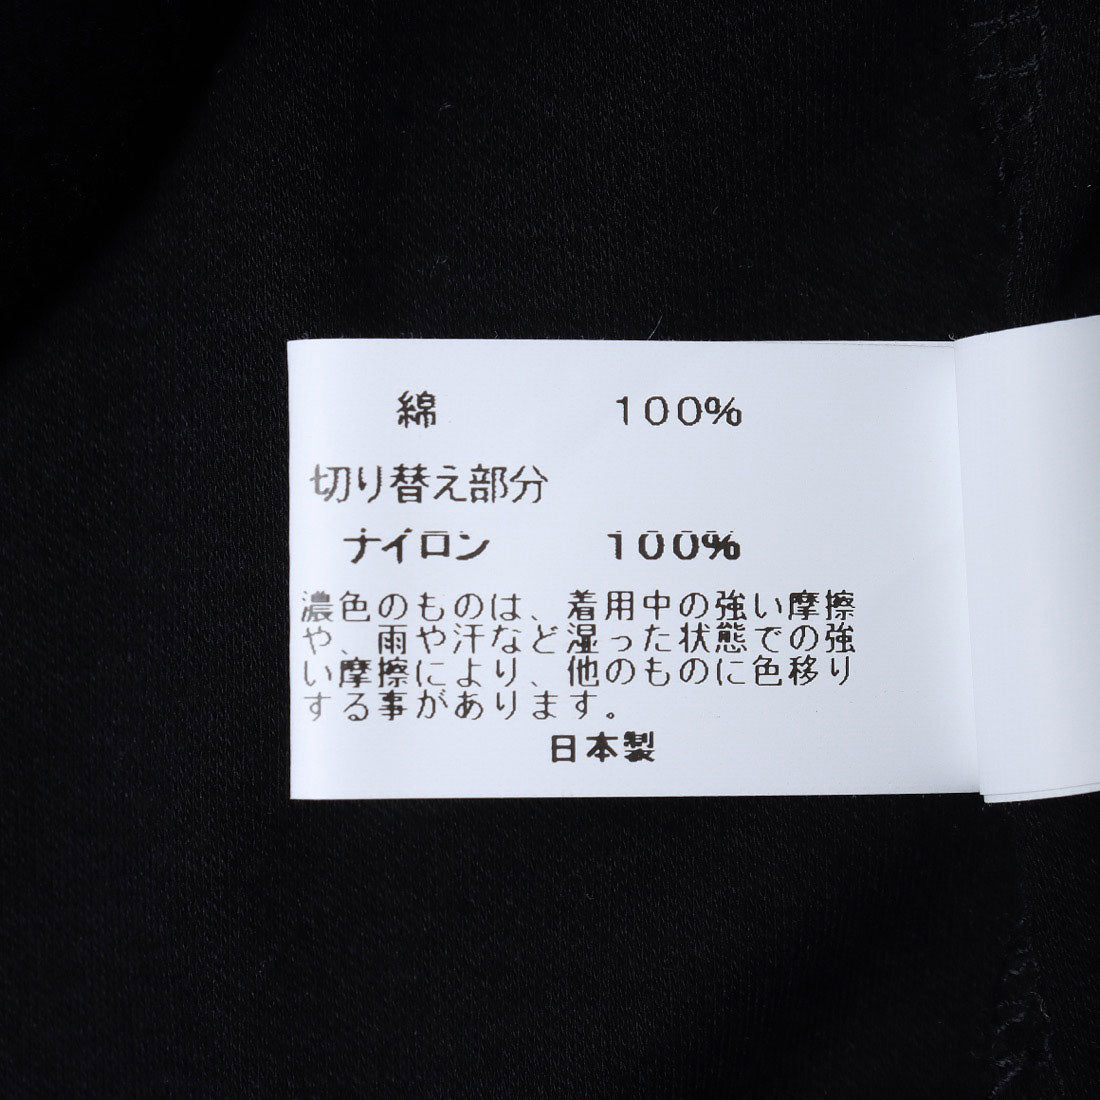 綿 100%
切り替え部分
ナイロン 100%
濃色のものは、着用中の強い摩擦
や、雨や汗など湿った状態での強
い摩擦により、他のものに色移り
する事があります。
日本製